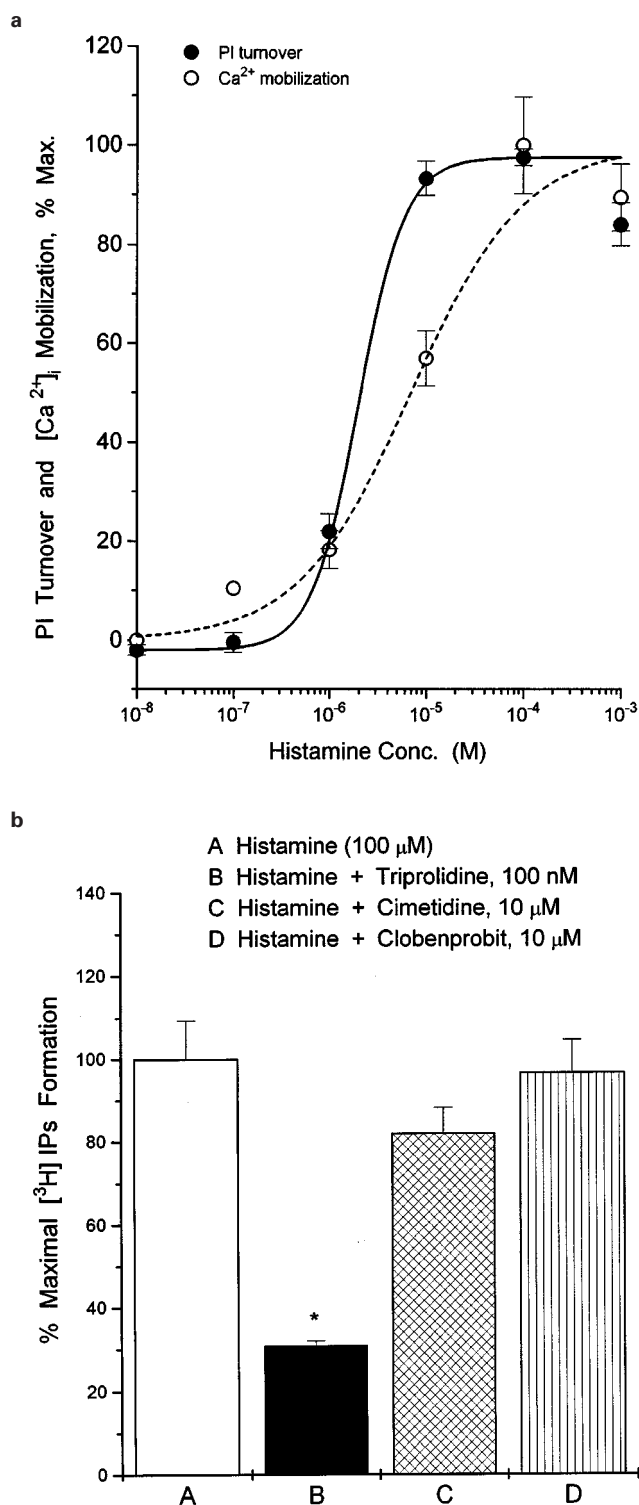 a
PI Turnover and [Ca²⁺]ᵢ Mobilization, % Max.
120
100
80
60
40
20
0
● PI turnover
○ Ca²⁺ mobilization
10⁻⁸ 10⁻⁷ 10⁻⁶ 10⁻⁵ 10⁻⁴ 10⁻³
Histamine Conc. (M)
b
A Histamine (100 μM)
B Histamine + Triprolidine, 100 nM
C Histamine + Cimetidine, 10 μM
D Histamine + Clobenprobit, 10 μM
% Maximal [³H] IPs Formation
140
120
100
80
60
40
20
0
*
A B C D